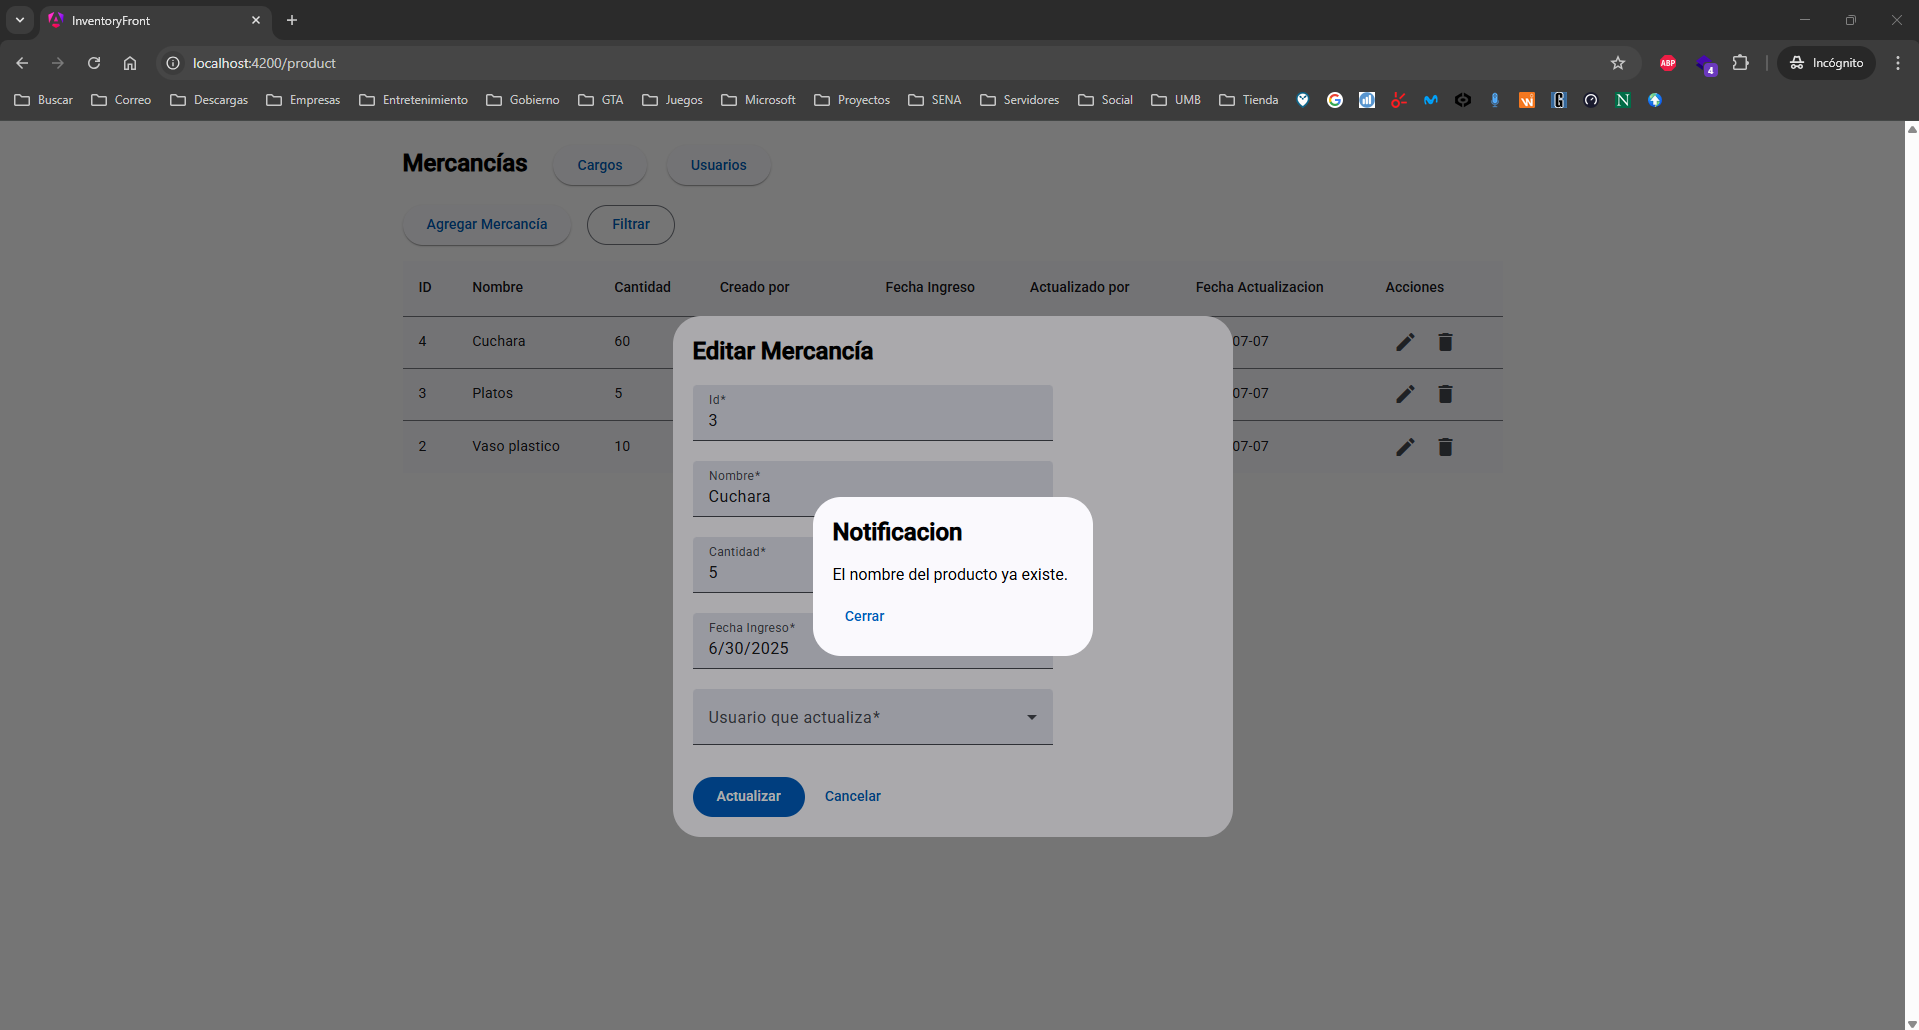 InventoryFront
localhost:4200/product
ABP
4
Incógnito
Buscar Correo Descargas Empresas Entretenimiento Gobierno GTA Juegos Microsoft Proyectos SENA Servidores Social UMB Tienda
Mercancías Cargos Usuarios
Agregar Mercancía Filtrar
ID Nombre Cantidad Creado por Fecha Ingreso Actualizado por Fecha Actualizacion Acciones
4 Cuchara 60 07-07
3 Platos 5 07-07
2 Vaso plastico 10 07-07
Editar Mercancía
Id*
3
Nombre*
Cuchara
Cantidad*
5
Fecha Ingreso*
6/30/2025
Usuario que actualiza*
Actualizar Cancelar
Notificacion
El nombre del producto ya existe.
Cerrar